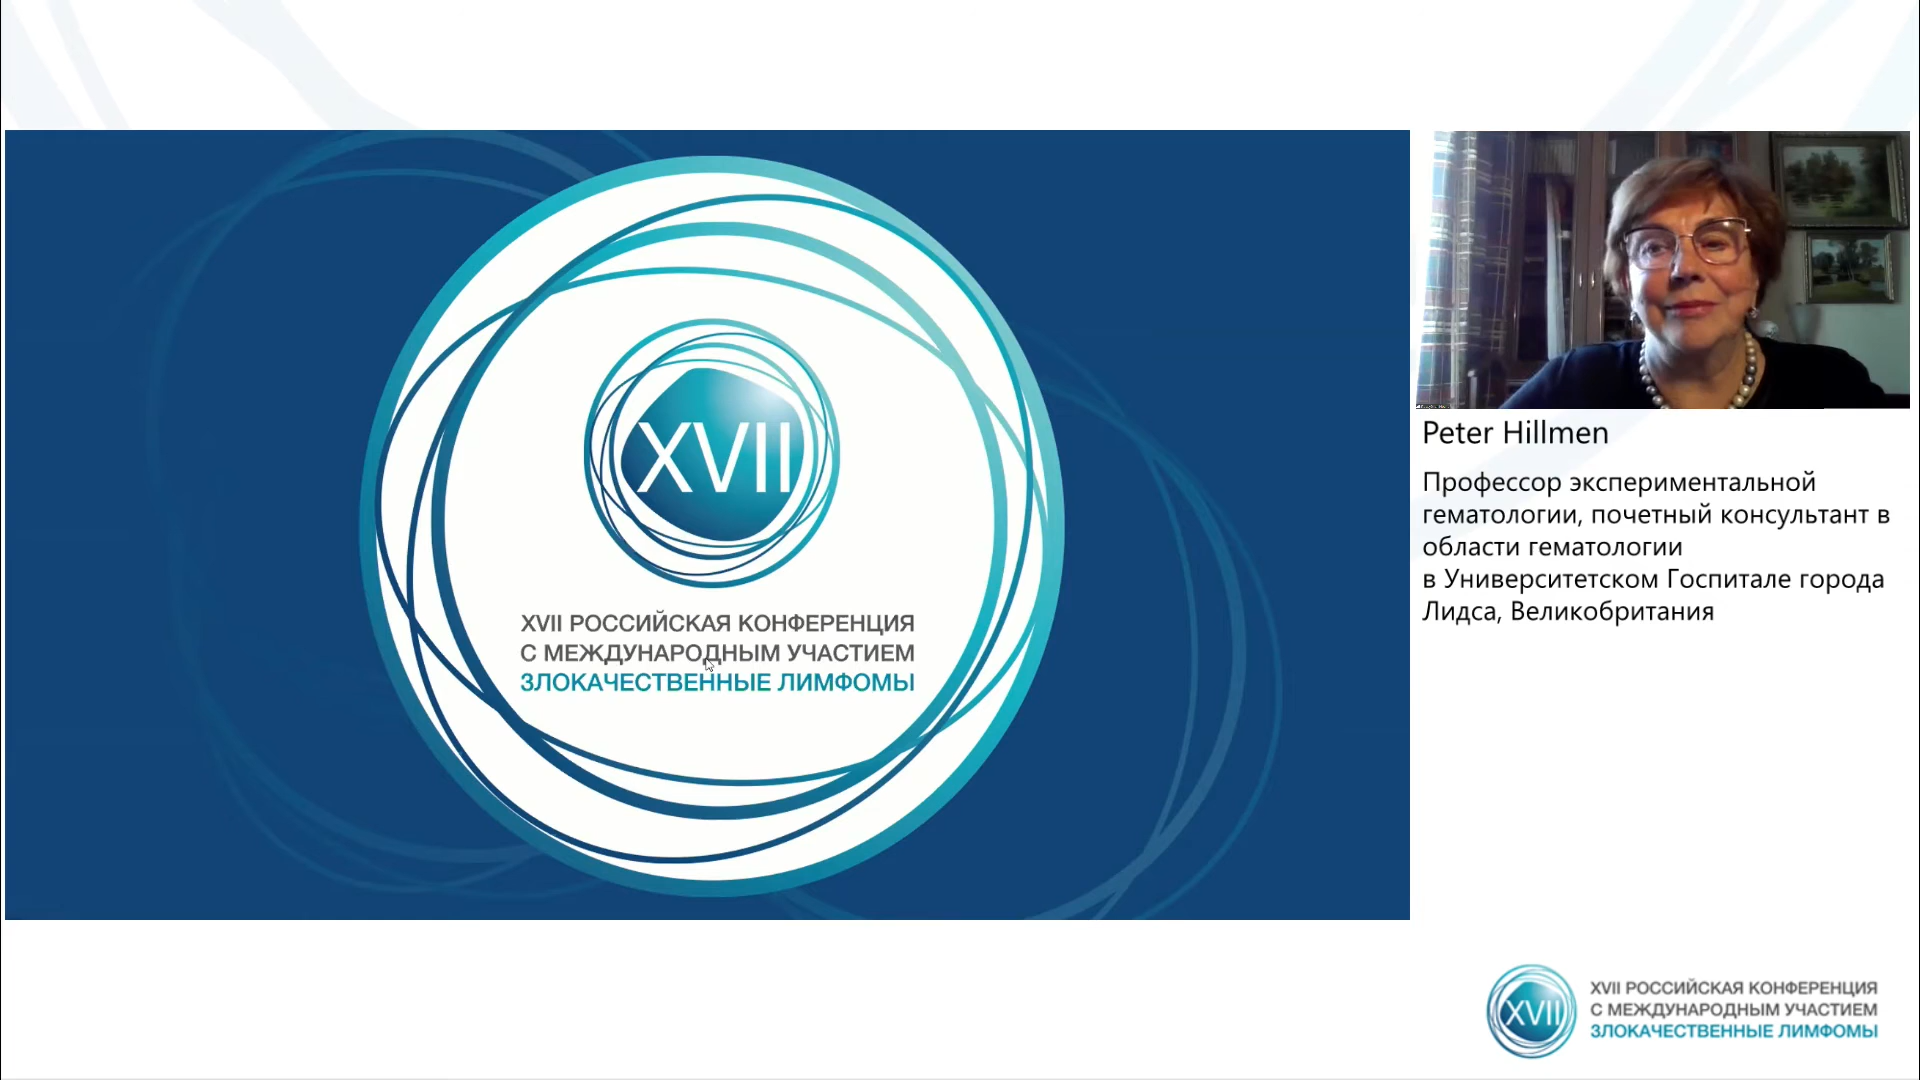 XVII
XVII РОССИЙСКАЯ КОНФЕРЕНЦИЯ
С МЕЖДУНАРОДНЫМ УЧАСТИЕМ
ЗЛОКАЧЕСТВЕННЫЕ ЛИМФОМЫ
Peter Hillmen
Профессор экспериментальной
гематологии, почетный консультант в
области гематологии
в Университетском Госпитале города
Лидса, Великобритания
XVII
XVII РОССИЙСКАЯ КОНФЕРЕНЦИЯ
С МЕЖДУНАРОДНЫМ УЧАСТИЕМ
ЗЛОКАЧЕСТВЕННЫЕ ЛИМФОМЫ